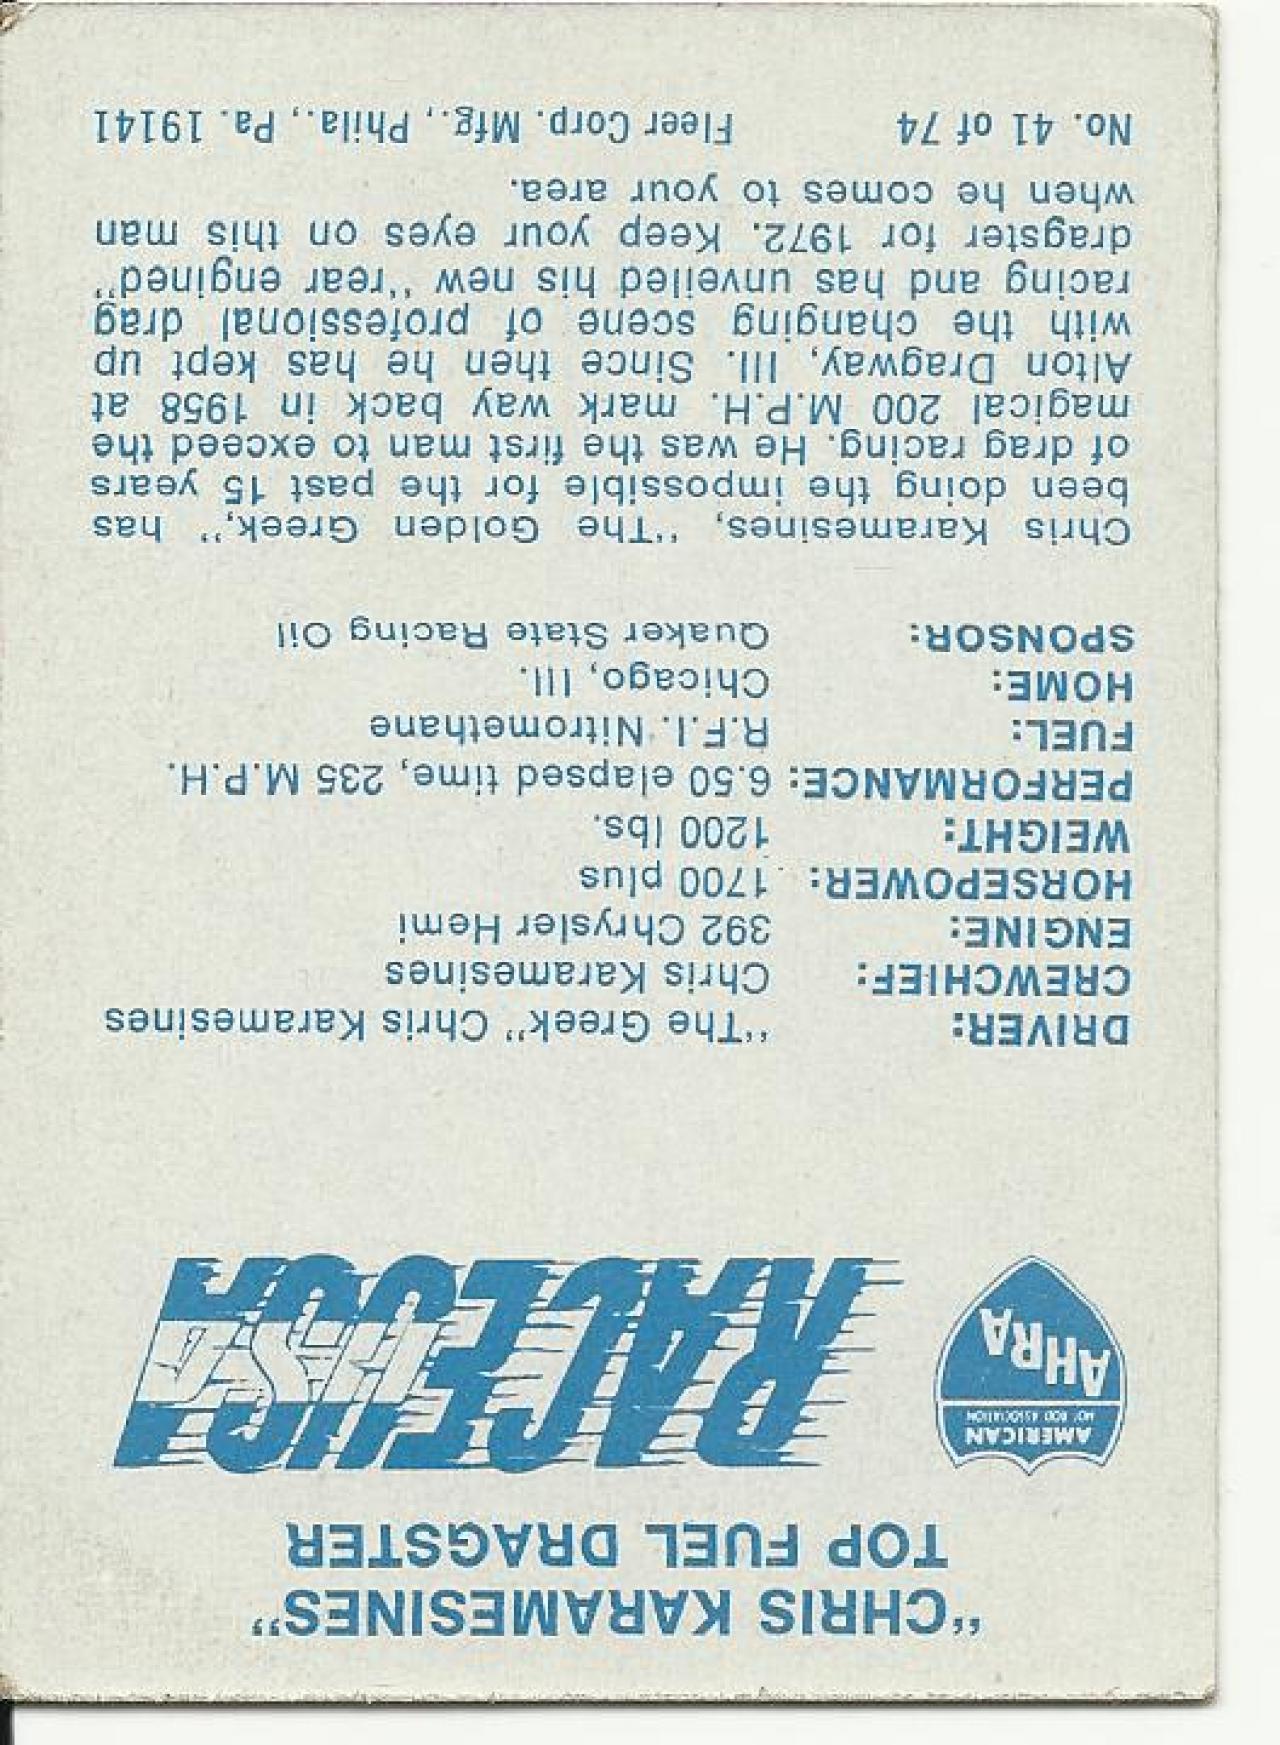 "CHRIS KARAMESINES"
TOP FUEL DRAGSTER
AMERICAN
HOT ROD ASSOCIATION
AHRA
RACE
USA
DRIVER: "The Greek" Chris Karamesines
CREWCHIEF: Chris Karamesines
ENGINE: 392 Chrysler Hemi
HORSEPOWER: 1700 plus
WEIGHT: 1200 lbs.
PERFORMANCE: 6.50 elapsed time, 235 M.P.H.
FUEL: R.F.I. Nitromethane
HOME: Chicago, Ill.
SPONSOR: Quaker State Racing Oil
Chris Karamesines, "The Golden Greek," has
been doing the impossible for the past 15 years
of drag racing. He was the first man to exceed the
magical 200 M.P.H. mark way back in 1958 at
Alton Dragway, Ill. Since then he has kept up
with the changing scene of professional drag
racing and has unveiled his new "rear engined"
dragster for 1972. Keep your eyes on this man
when he comes to your area.
No. 41 of 74 Fleer Corp. Mfg., Phila., Pa. 19141